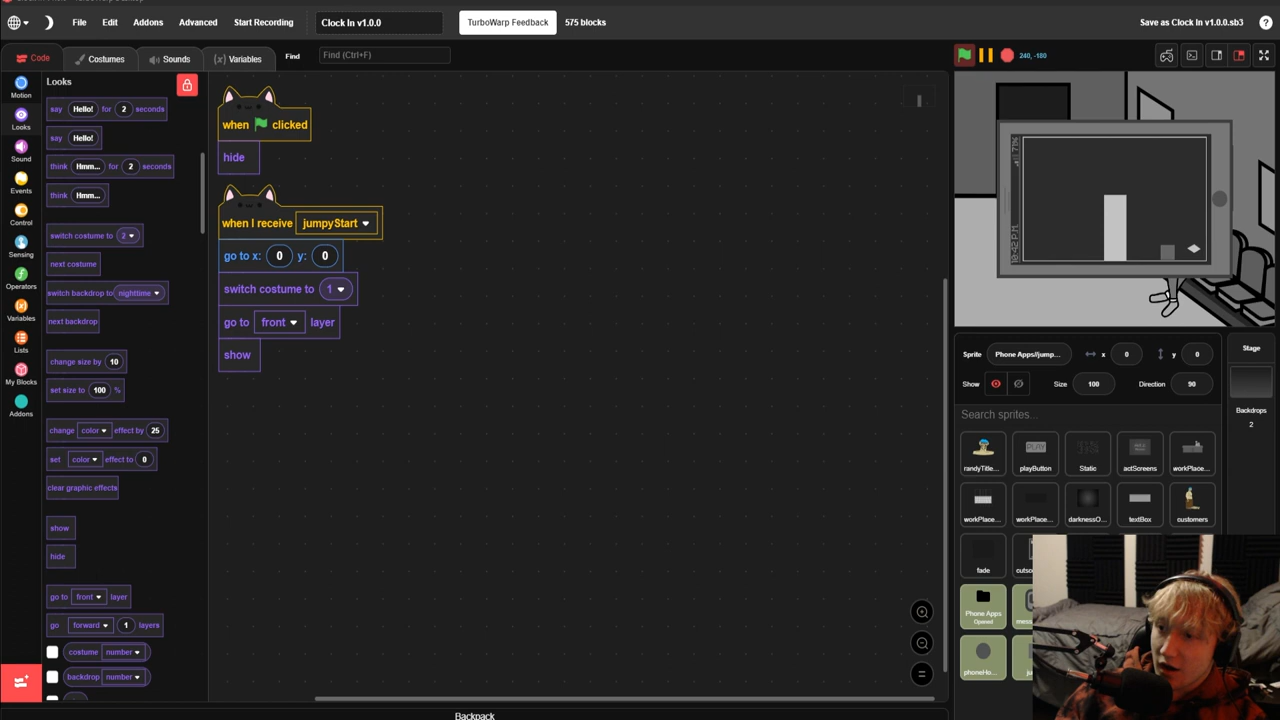 File Edit Addons Advanced Start Recording Clock In v1.0.0 TurboWarp Feedback 575 blocks Save as Clock In v1.0.0.sb3 ?
Code Costumes Sounds Variables Find Find (Ctrl+F) 240, -180
Motion
Looks
Sound
Events
Control
Sensing
Operators
Variables
Lists
My Blocks
Addons
Looks
say Hello! for 2 seconds
say Hello!
think Hmm... for 2 seconds
think Hmm...
switch costume to 2
next costume
switch backdrop to nighttime
next backdrop
change size by 10
set size to 100 %
change color effect by 25
set color effect to 0
clear graphic effects
show
hide
go to front layer
go forward 1 layers
costume number
backdrop number
when clicked
hide
when I receive jumpyStart
go to x: 0 y: 0
switch costume to 1
go to front layer
show
10:42 P.M.
78%
Sprite Phone Apps//jump... x 0 y 0
Show Size 100 Direction 90
Search sprites...
randyTitle... playButton Static actScreens workPlace...
workPlace... workPlace... darknessO... textBox customers
fade
Phone Apps
Opened
phoneHo...
Stage
Backdrops
2
Backpack